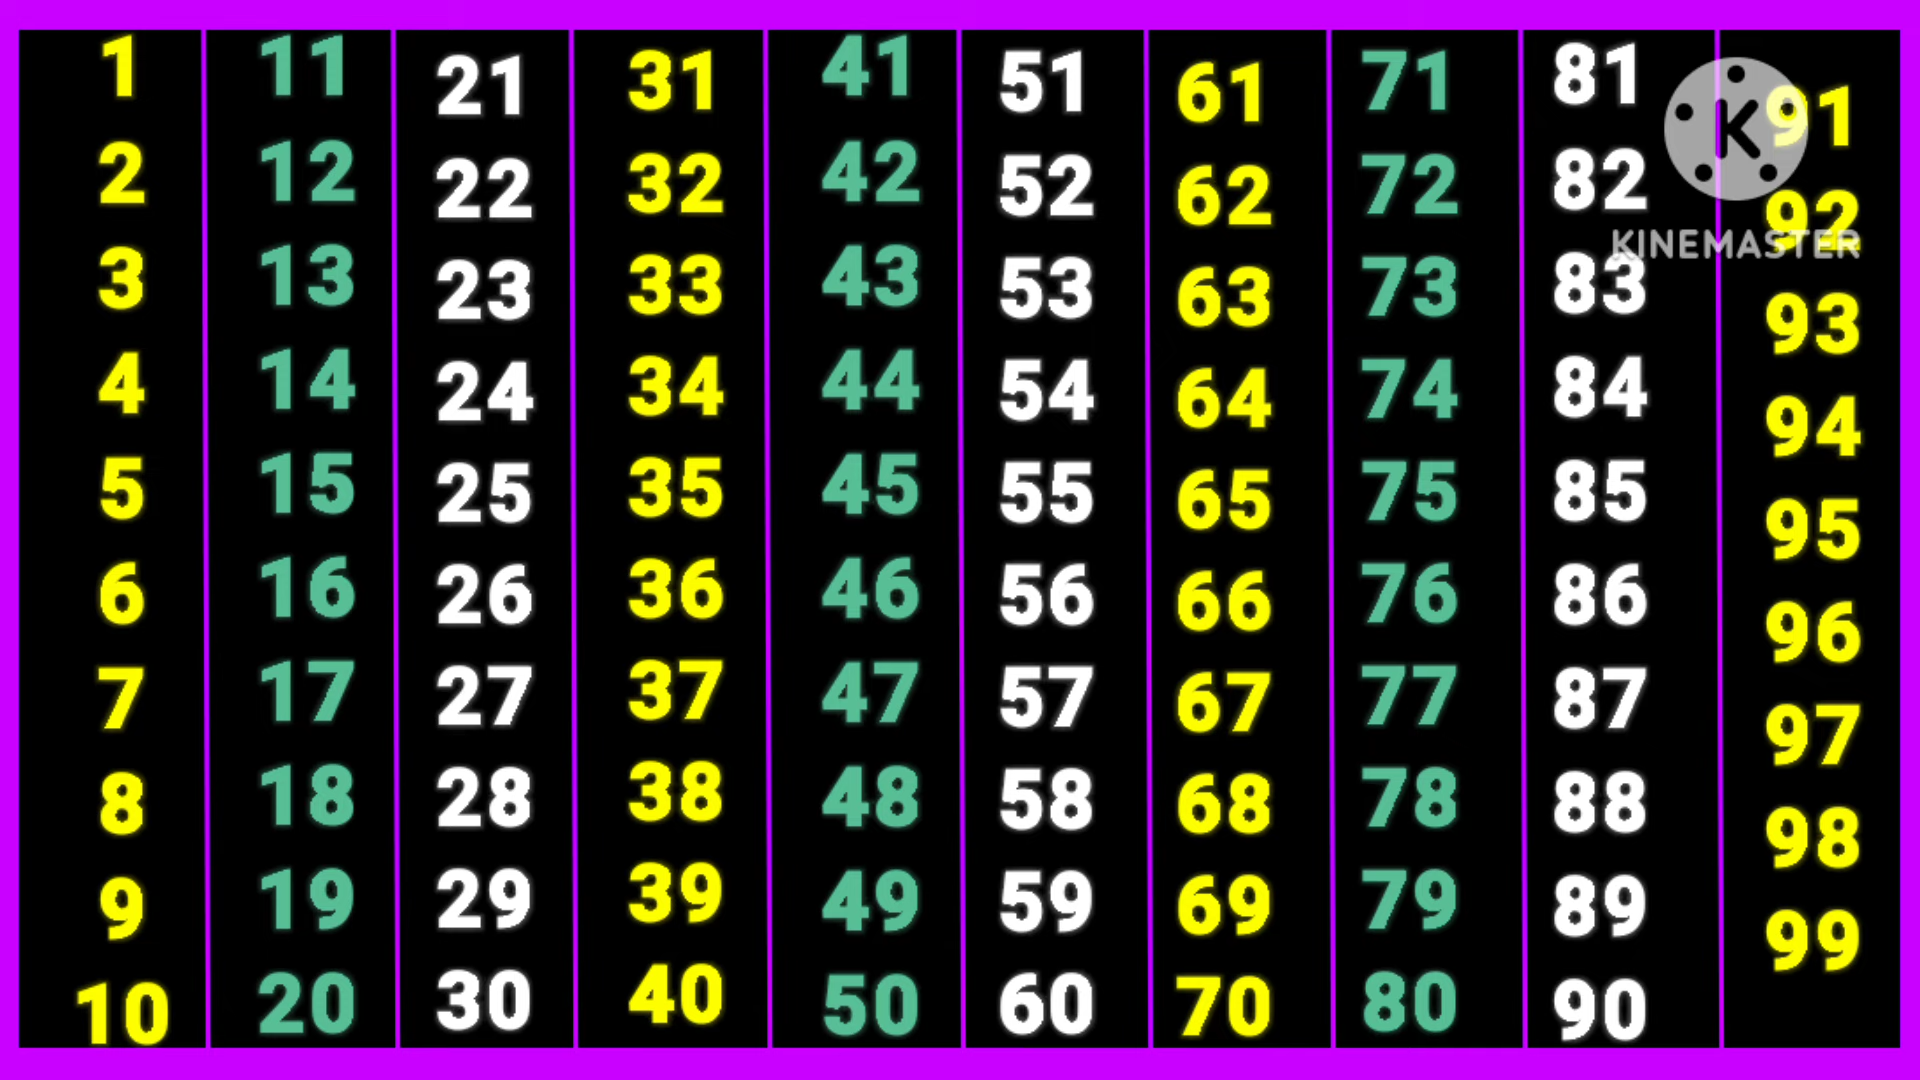 1 11 21 31 41 51 61 71 81 91
2 12 22 32 42 52 62 72 82 92
KINEMASTER
3 13 23 33 43 53 63 73 83 93
4 14 24 34 44 54 64 74 84 94
5 15 25 35 45 55 65 75 85 95
6 16 26 36 46 56 66 76 86 96
7 17 27 37 47 57 67 77 87 97
8 18 28 38 48 58 68 78 88 98
9 19 29 39 49 59 69 79 89 99
10 20 30 40 50 60 70 80 90
K